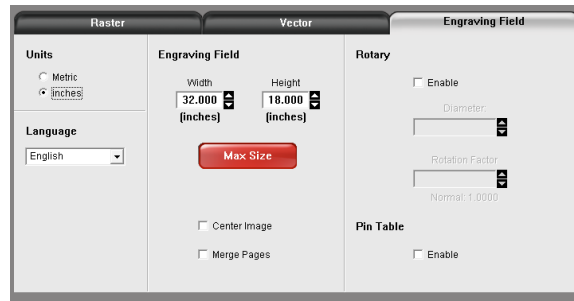 Raster
Vector
Engraving Field
Units
Metric
inches
Language
English
Engraving Field
Width
Height
32.000
18.000
(inches)
(inches)
Max Size
Center Image
Merge Pages
Rotary
Enable
Diameter:
Rotation Factor
Normal: 1.0000
Pin Table
Enable